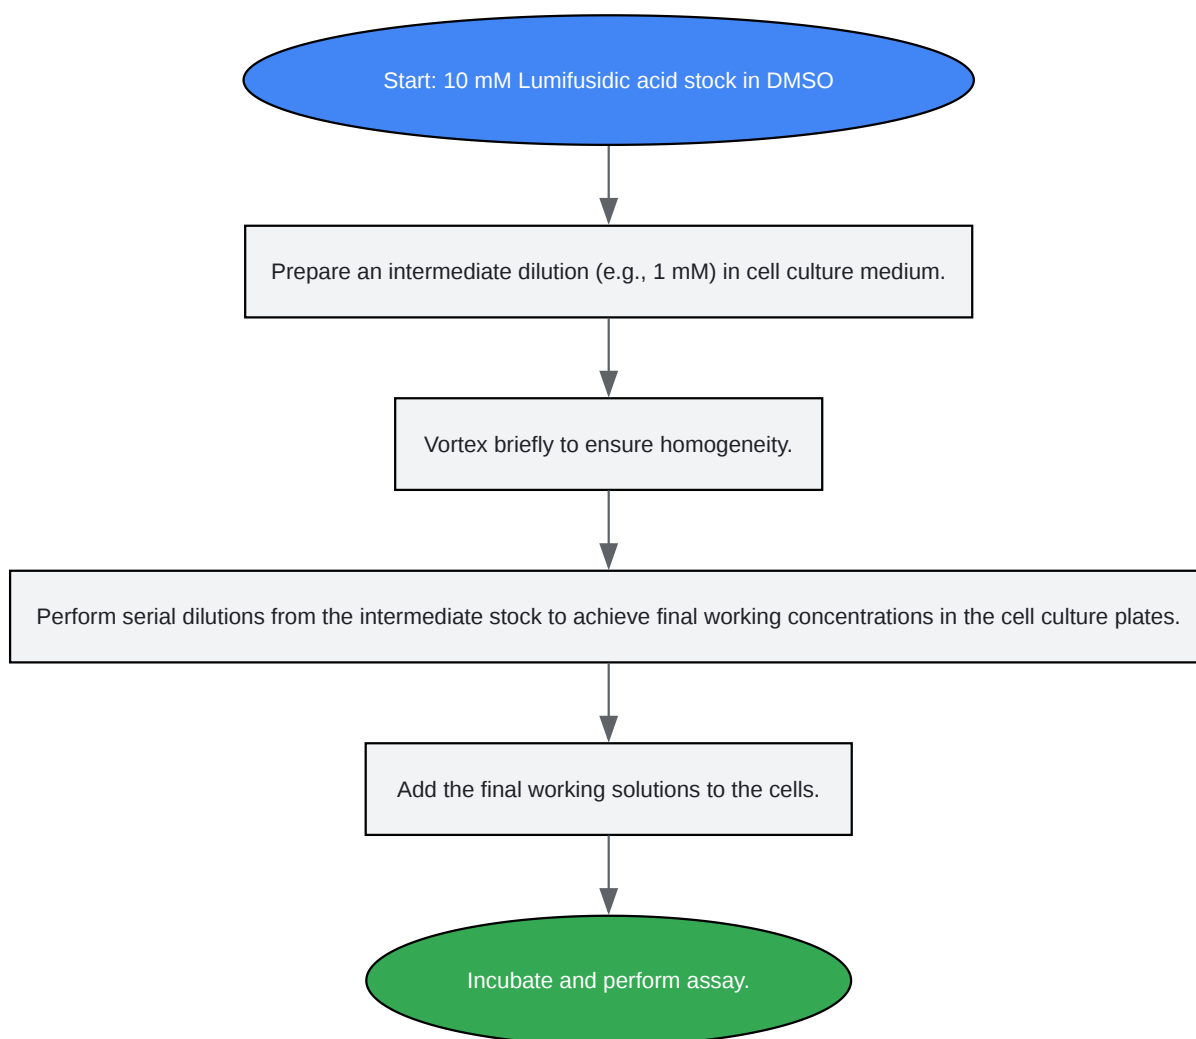 Start: 10 mM Lumifusidic acid stock in DMSO
Prepare an intermediate dilution (e.g., 1 mM) in cell culture medium.
Vortex briefly to ensure homogeneity.
Perform serial dilutions from the intermediate stock to achieve final working concentrations in the cell culture plates.
Add the final working solutions to the cells.
Incubate and perform assay.